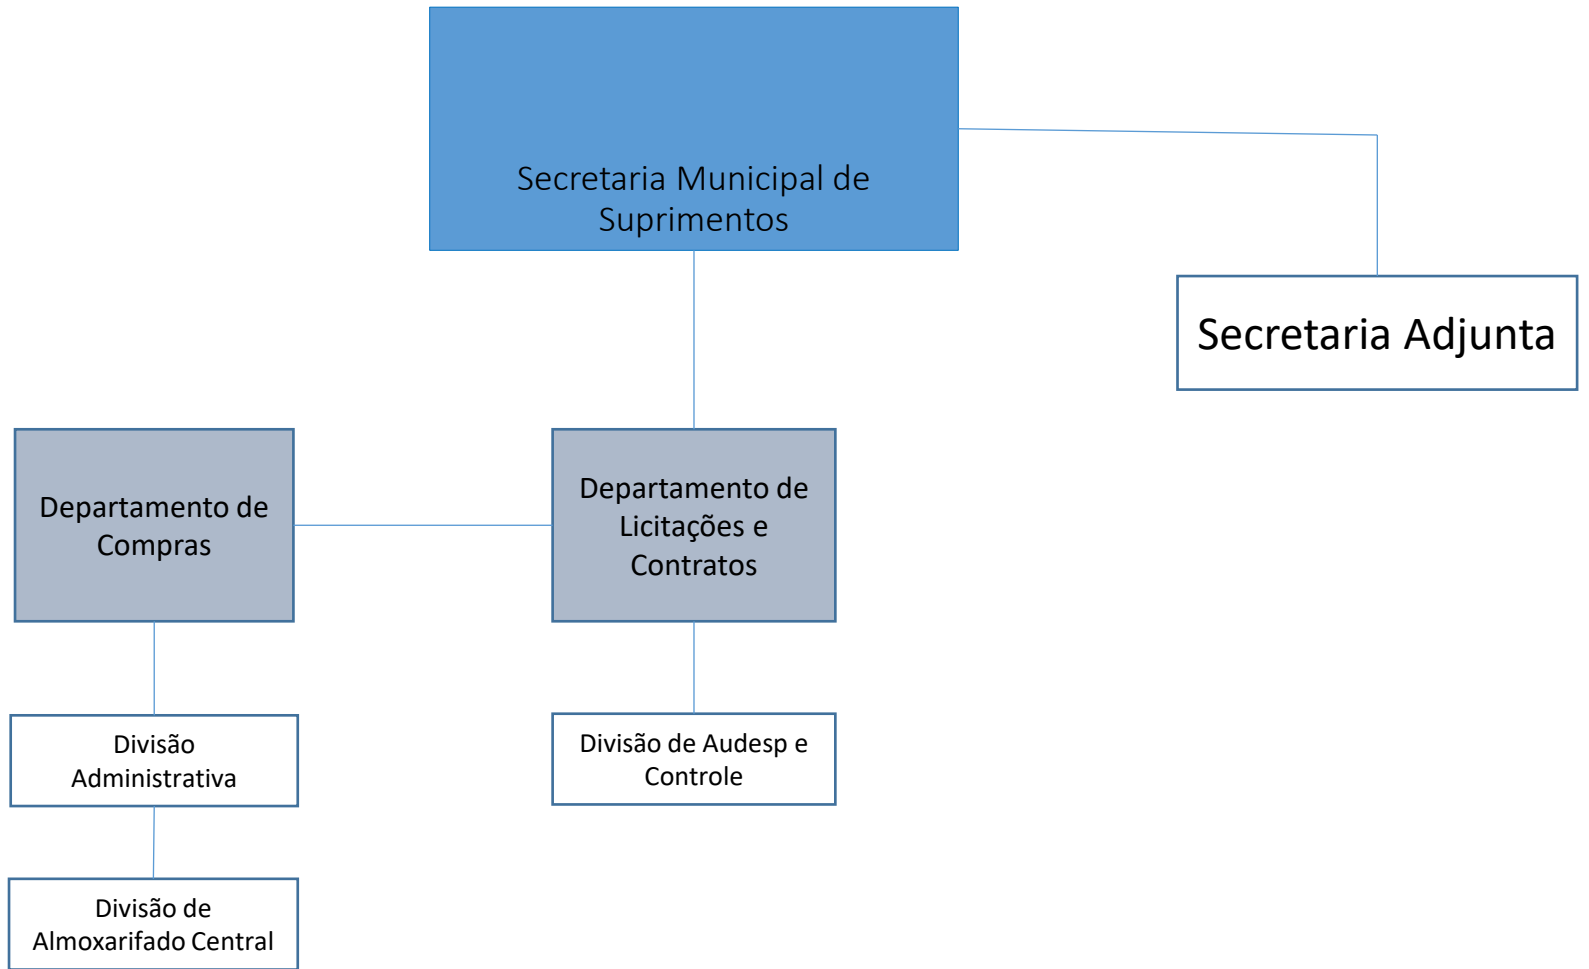 Secretaria Municipal de
Suprimentos
Secretaria Adjunta
Departamento de
Compras
Departamento de
Licitações e
Contratos
Divisão
Administrativa
Divisão de Audesp e
Controle
Divisão de
Almoxarifado Central